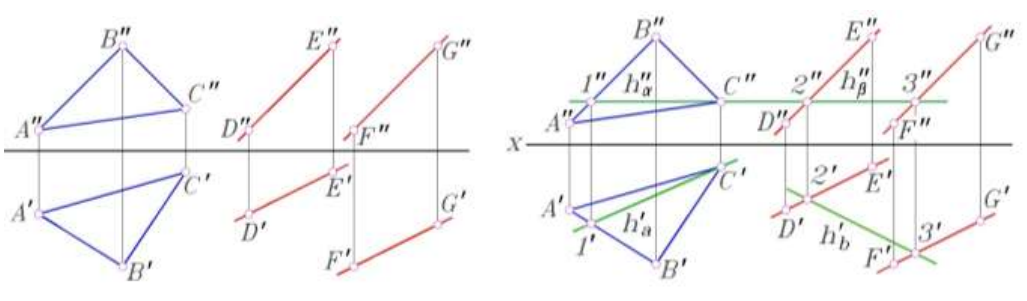 B″ E″ G″
C″
A″ D″ F″
C′ E′
A′ D′ G′
B′ F′
B″ E″ G″
1″ h″α C″ 2″ h″β 3″
A″ D″ F″
x
C′ 2′ E′
A′ D′ G′
1′ h′a h′b 3′
B′ F′